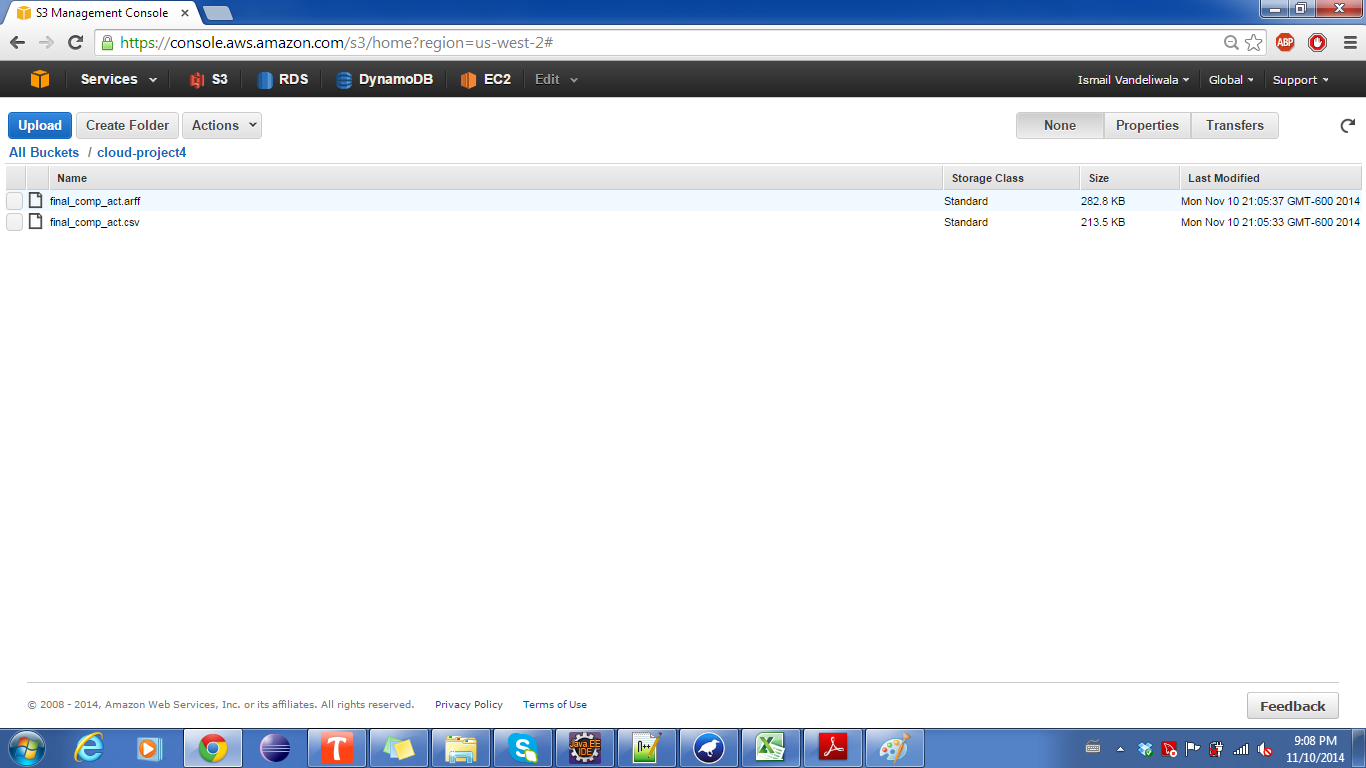 S3 Management Console
https://console.aws.amazon.com/s3/home?region=us-west-2#
ABP
Services S3 RDS DynamoDB EC2 Edit Ismail Vandeliwala Global Support
Upload Create Folder Actions None Properties Transfers
All Buckets / cloud-project4
Name Storage Class Size Last Modified
final_comp_act.arff Standard 282.8 KB Mon Nov 10 21:05:37 GMT-600 2014
final_comp_act.csv Standard 213.5 KB Mon Nov 10 21:05:33 GMT-600 2014
© 2008 - 2014, Amazon Web Services, Inc. or its affiliates. All rights reserved. Privacy Policy Terms of Use Feedback
Java EE
IDE
9:08 PM
11/10/2014